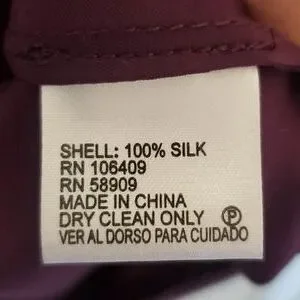 SHELL: 100% SILK
RN 106409
RN 58909
MADE IN CHINA
DRY CLEAN ONLY Ⓟ
VER AL DORSO PARA CUIDADO